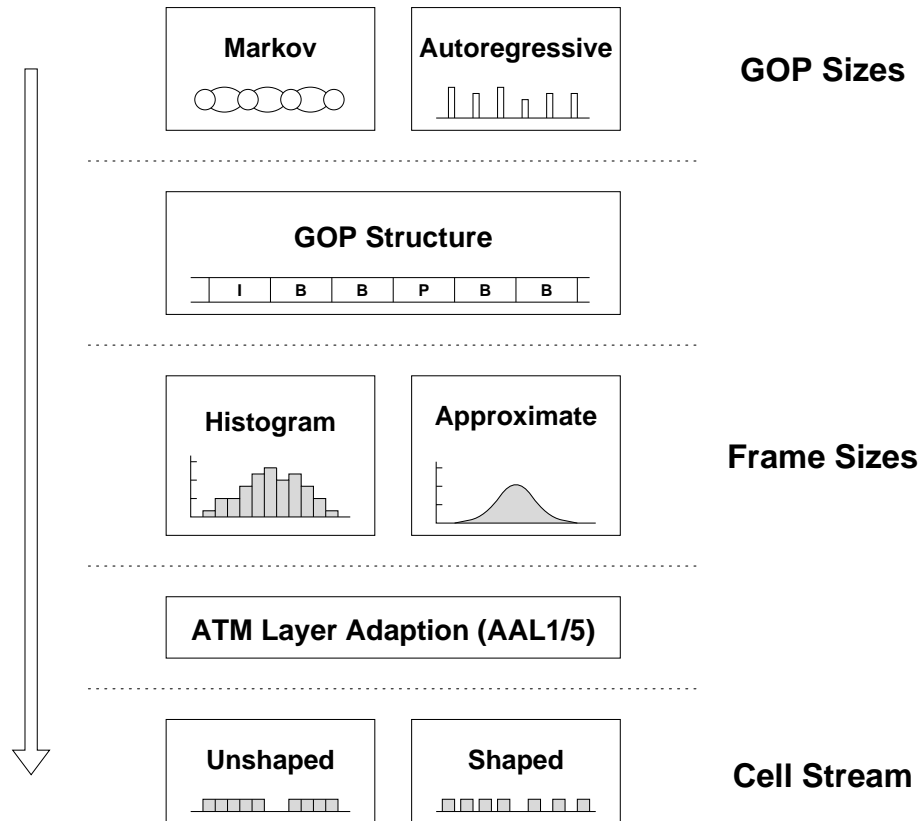 Markov
Autoregressive
GOP Sizes
GOP Structure
I B B P B B
Histogram
Approximate
Frame Sizes
ATM Layer Adaption (AAL1/5)
Unshaped
Shaped
Cell Stream